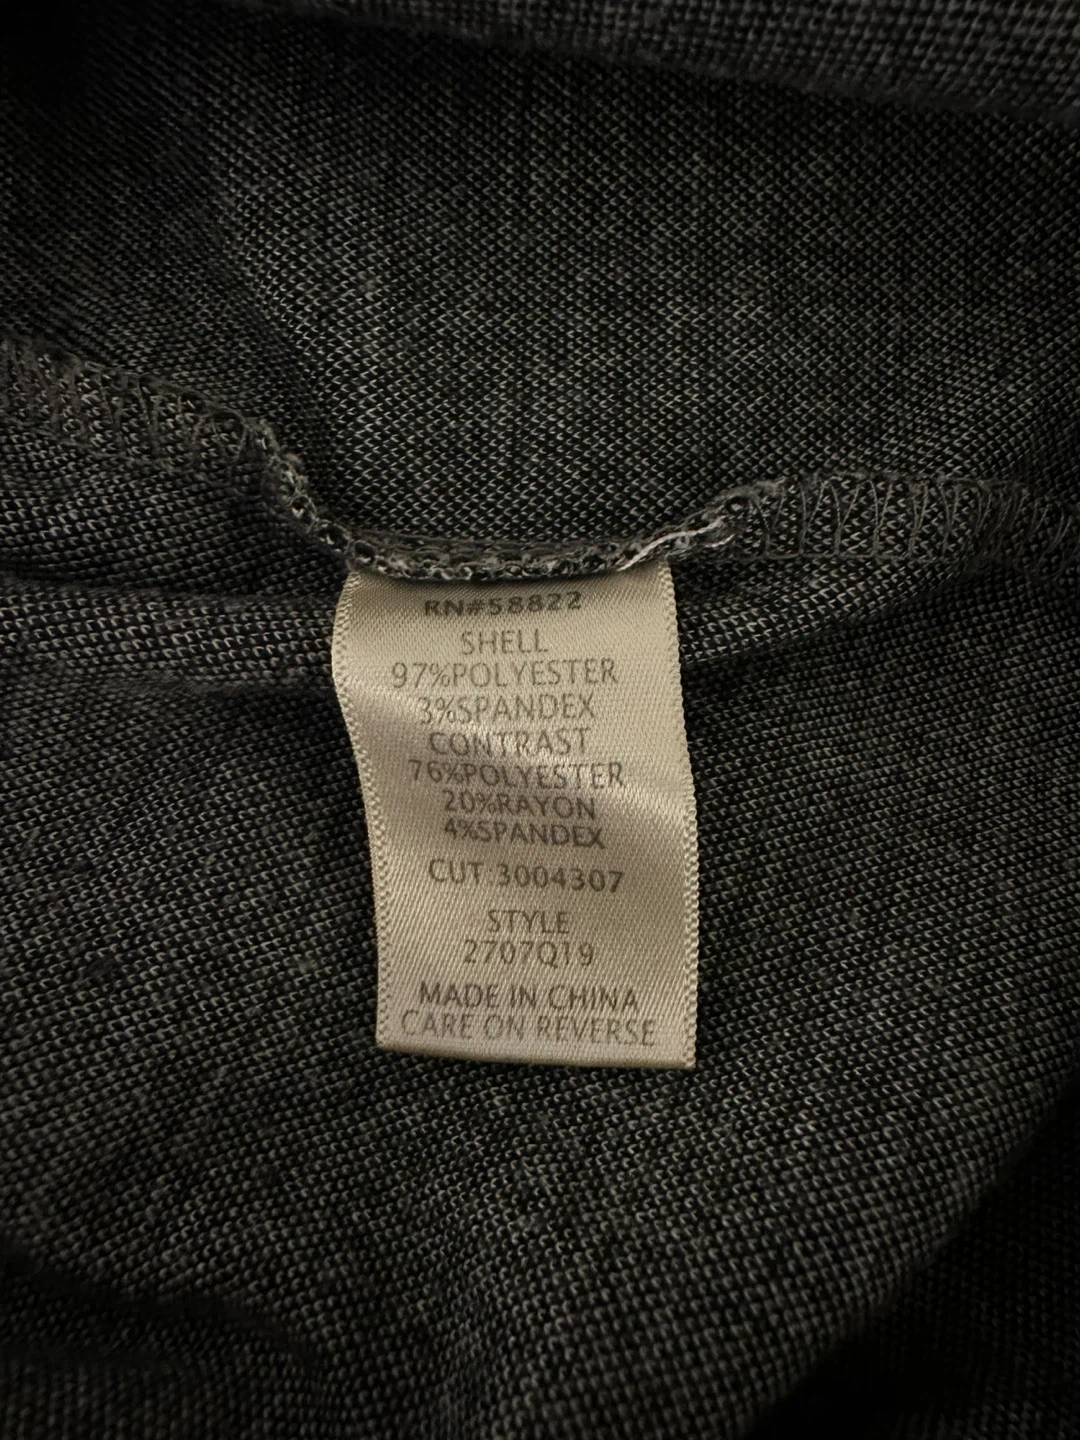 RN#58822
SHELL
97%POLYESTER
3%SPANDEX
CONTRAST
76%POLYESTER
20%RAYON
4%SPANDEX
CUT 3004307
STYLE
2707Q19
MADE IN CHINA
CARE ON REVERSE